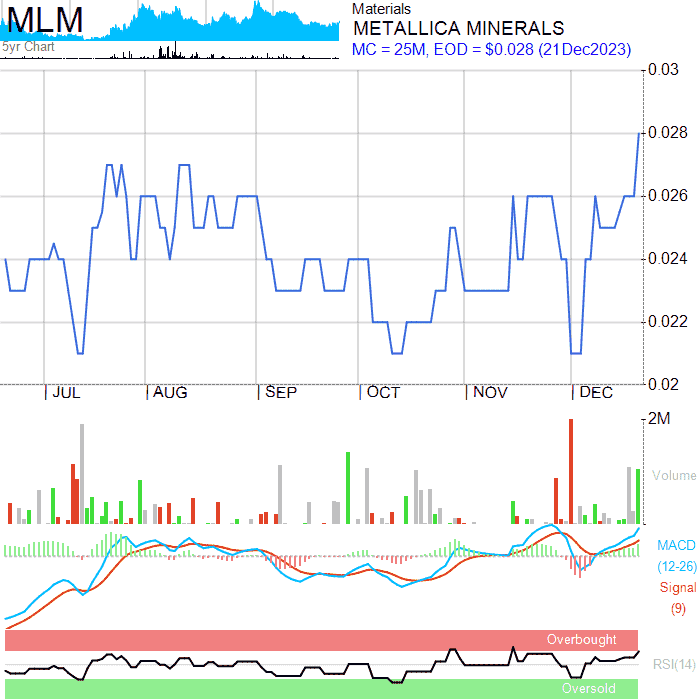 MLM
5yr Chart
Materials
METALLICA MINERALS
MC = 25M, EOD = $0.028 (21Dec2023)
0.03
0.028
0.026
0.024
0.022
0.02
JUL AUG SEP OCT NOV DEC
2M
Volume
MACD
(12-26)
Signal
(9)
Overbought
RSI(14)
Oversold